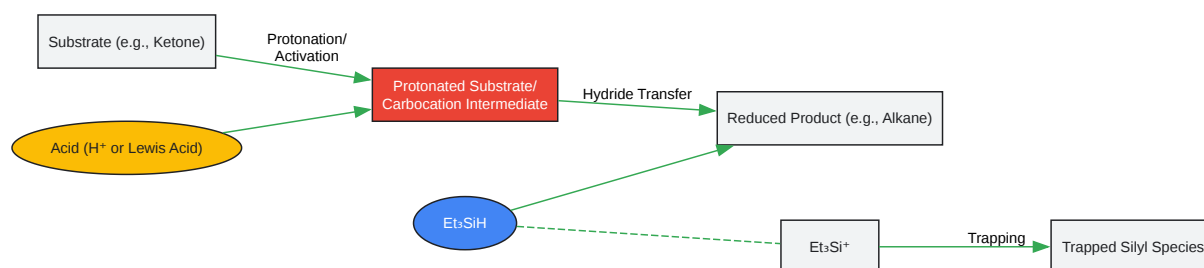 Substrate (e.g., Ketone)
Protonation/
Activation
Acid (H⁺ or Lewis Acid)
Protonated Substrate/
Carbocation Intermediate
Hydride Transfer
Reduced Product (e.g., Alkane)
Et₃SiH
Et₃Si⁺
Trapping
Trapped Silyl Species